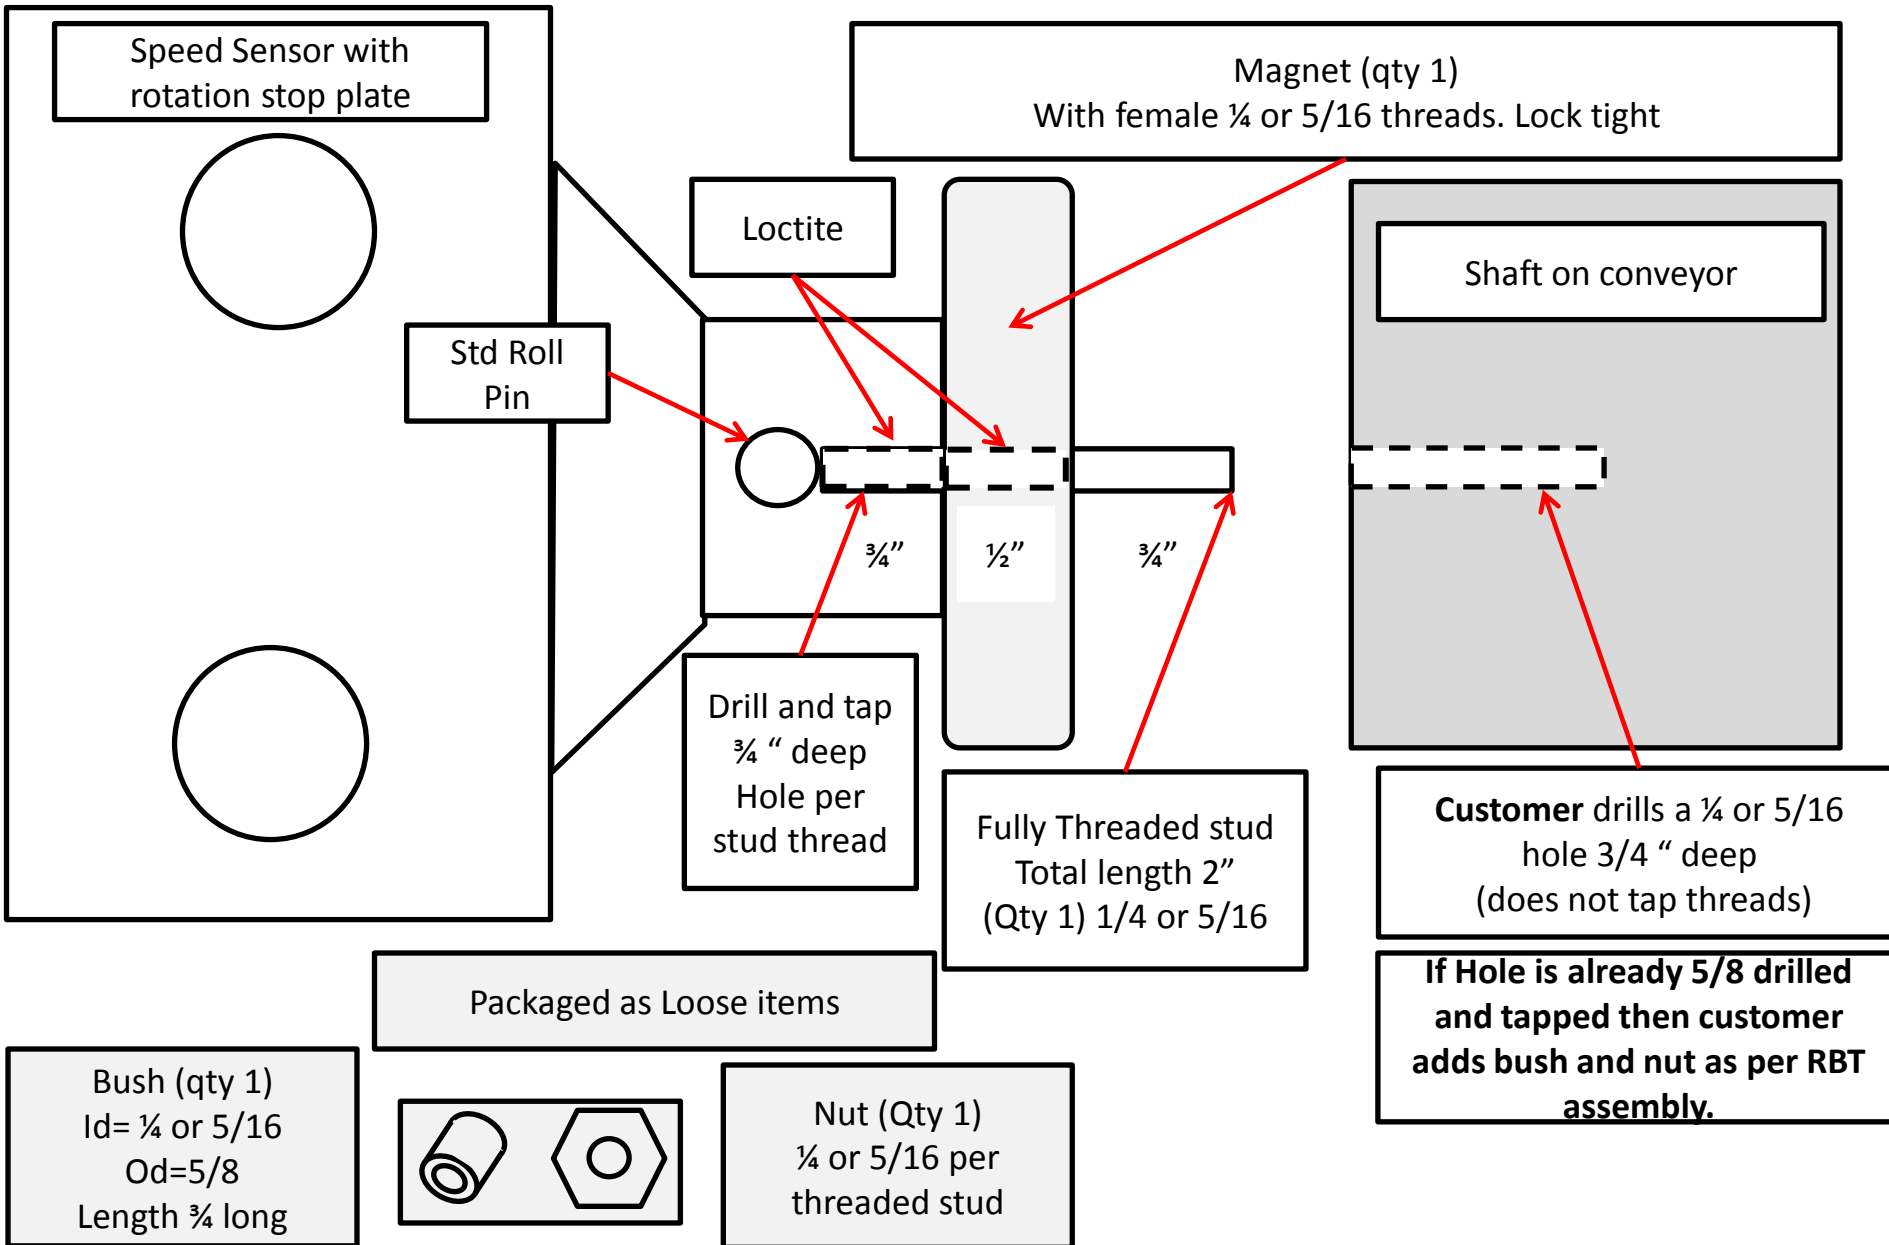 Speed Sensor with
rotation stop plate
Magnet (qty 1)
With female ¼ or 5/16 threads. Lock tight
Loctite
Shaft on conveyor
Std Roll
Pin
¾”
½”
¾”
Drill and tap
¾ “ deep
Hole per
stud thread
Fully Threaded stud
Total length 2”
(Qty 1) 1/4 or 5/16
Customer drills a ¼ or 5/16
hole 3/4 “ deep
(does not tap threads)
If Hole is already 5/8 drilled
and tapped then customer
adds bush and nut as per RBT
assembly.
Packaged as Loose items
Bush (qty 1)
Id= ¼ or 5/16
Od=5/8
Length ¾ long
Nut (Qty 1)
¼ or 5/16 per
threaded stud